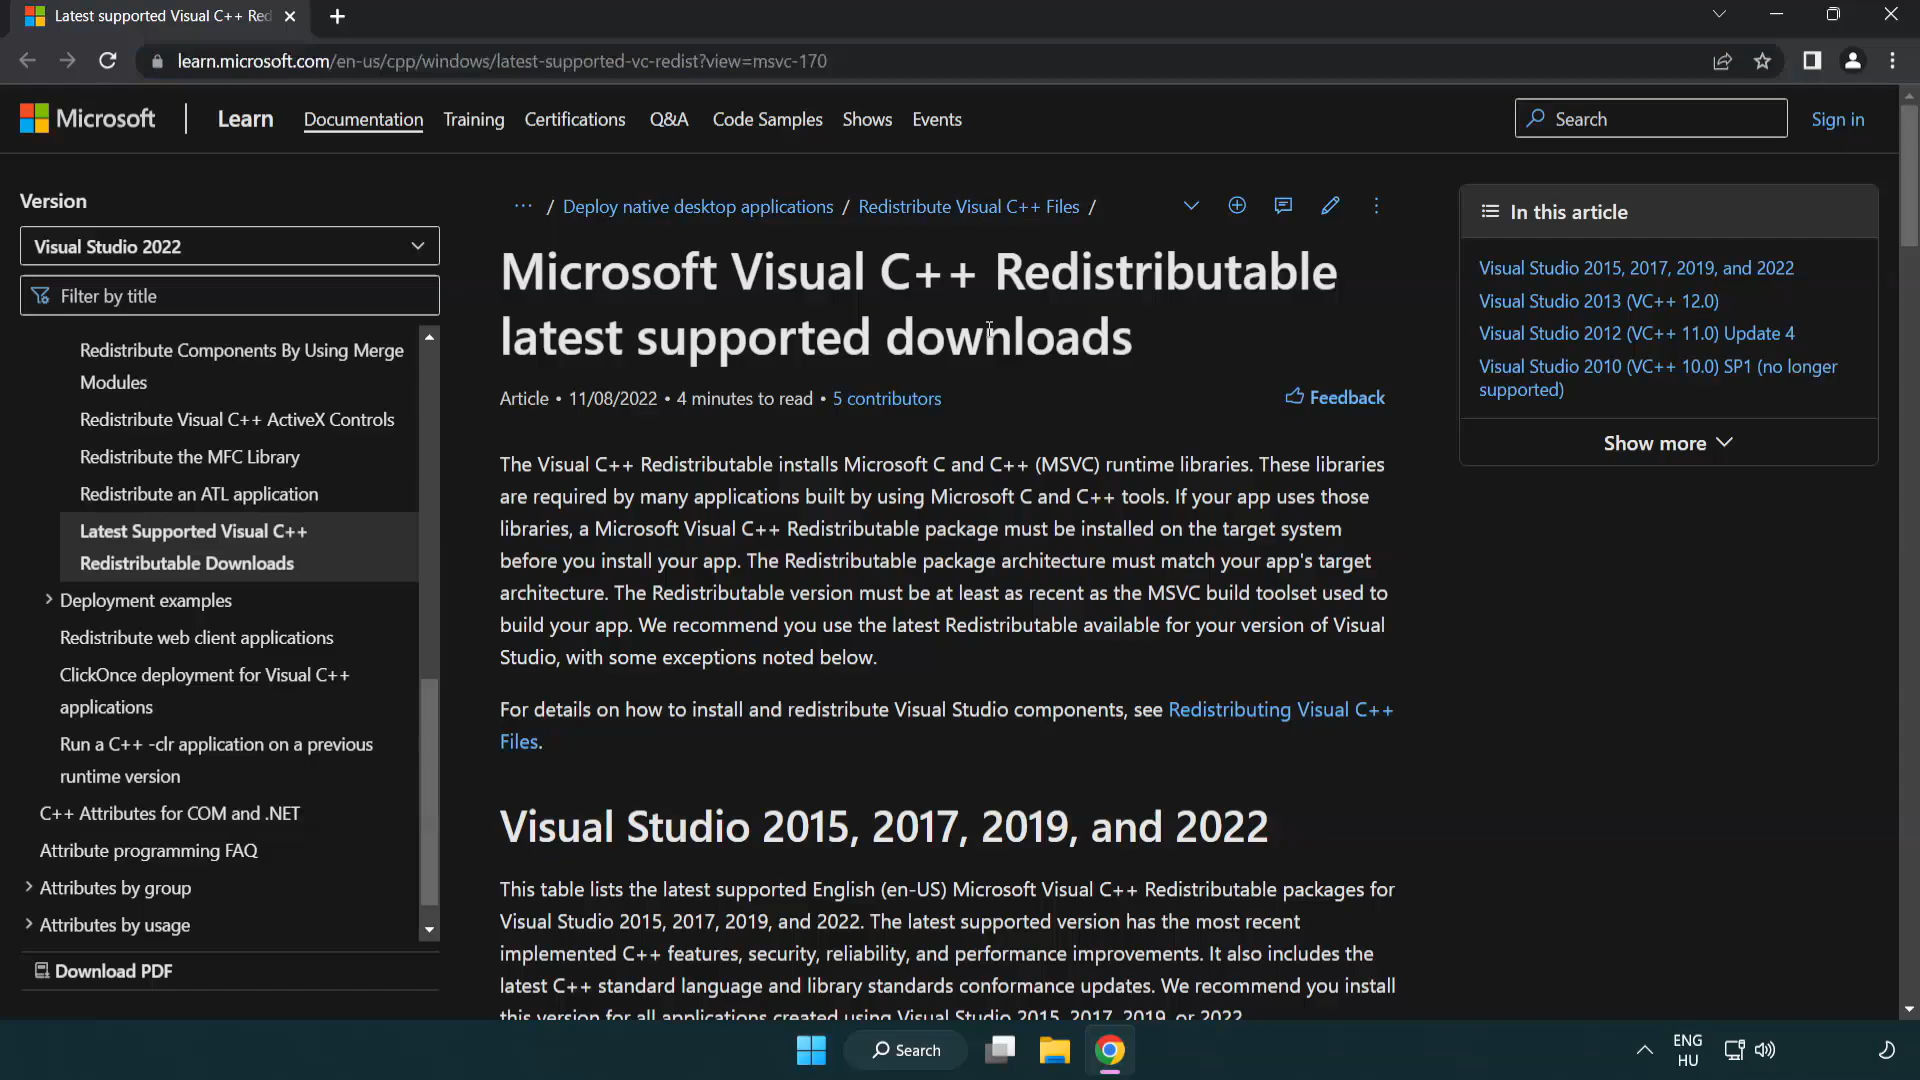 Latest supported Visual C++ Red
learn.microsoft.com/en-us/cpp/windows/latest-supported-vc-redist?view=msvc-170
Microsoft
Learn
Documentation
Training
Certifications
Q&A
Code Samples
Shows
Events
Search
Sign in
Version
Visual Studio 2022
Filter by title
Redistribute Components By Using Merge
Modules
Redistribute Visual C++ ActiveX Controls
Redistribute the MFC Library
Redistribute an ATL application
Latest Supported Visual C++
Redistributable Downloads
Deployment examples
Redistribute web client applications
ClickOnce deployment for Visual C++
applications
Run a C++ -clr application on a previous
runtime version
C++ Attributes for COM and .NET
Attribute programming FAQ
Attributes by group
Attributes by usage
Download PDF
··· / Deploy native desktop applications / Redistribute Visual C++ Files /
Microsoft Visual C++ Redistributable
latest supported downloads
Article • 11/08/2022 • 4 minutes to read • 5 contributors
Feedback
The Visual C++ Redistributable installs Microsoft C and C++ (MSVC) runtime libraries. These libraries
are required by many applications built by using Microsoft C and C++ tools. If your app uses those
libraries, a Microsoft Visual C++ Redistributable package must be installed on the target system
before you install your app. The Redistributable package architecture must match your app's target
architecture. The Redistributable version must be at least as recent as the MSVC build toolset used to
build your app. We recommend you use the latest Redistributable available for your version of Visual
Studio, with some exceptions noted below.
For details on how to install and redistribute Visual Studio components, see Redistributing Visual C++
Files.
Visual Studio 2015, 2017, 2019, and 2022
This table lists the latest supported English (en-US) Microsoft Visual C++ Redistributable packages for
Visual Studio 2015, 2017, 2019, and 2022. The latest supported version has the most recent
implemented C++ features, security, reliability, and performance improvements. It also includes the
latest C++ standard language and library standards conformance updates. We recommend you install
this version for all applications created using Visual Studio 2015, 2017, 2019, or 2022.
In this article
Visual Studio 2015, 2017, 2019, and 2022
Visual Studio 2013 (VC++ 12.0)
Visual Studio 2012 (VC++ 11.0) Update 4
Visual Studio 2010 (VC++ 10.0) SP1 (no longer
supported)
Show more
Search
ENG
HU